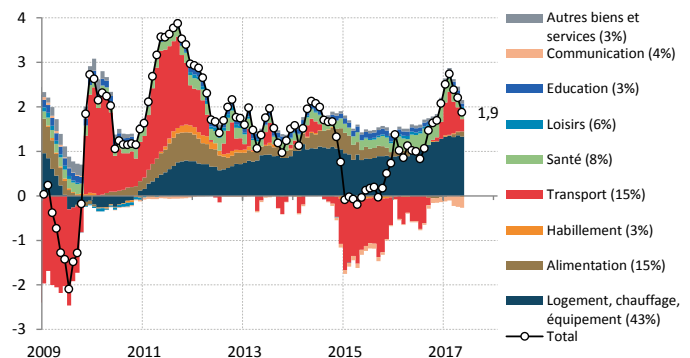 4
3
2
1
0
-1
-2
-3
2009
2011
2013
2015
2017
1,9
Autres biens et
services (3%)
Communication (4%)
Education (3%)
Loisirs (6%)
Santé (8%)
Transport (15%)
Habillement (3%)
Alimentation (15%)
Logement, chauffage,
équipement (43%)
Total